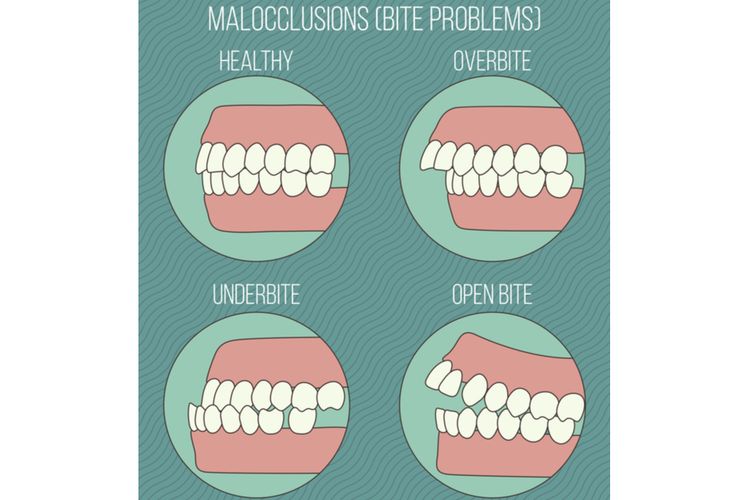 MALOCCLUSIONS (BITE PROBLEMS)
HEALTHY
OVERBITE
UNDERBITE
OPEN BITE